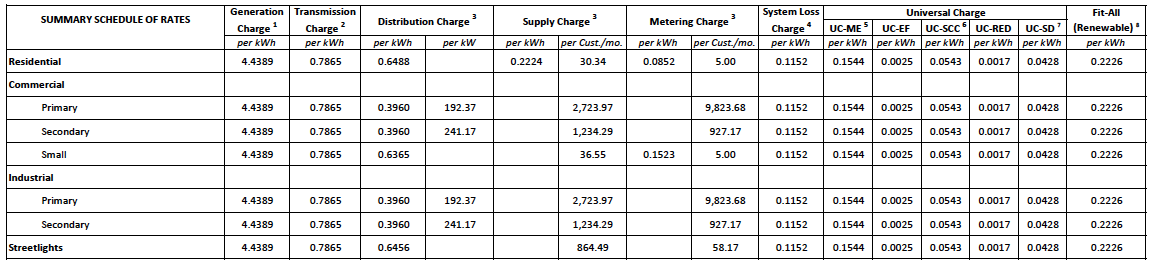 SUMMARY SCHEDULE OF RATES Generation Charge 1 Transmission Charge 2 Distribution Charge 3 Supply Charge 3 Metering Charge 3 System Loss Charge 4 Universal Charge Fit-All (Renewable) 8
UC-ME 5 UC-EF UC-SCC 6 UC-RED UC-SD 7
per kWh per kWh per kWh per kW per kWh per Cust./mo. per kWh per Cust./mo. per kWh per kWh per kWh per kWh per kWh per kWh per kWh
Residential 4.4389 0.7865 0.6488 0.2224 30.34 0.0852 5.00 0.1152 0.1544 0.0025 0.0543 0.0017 0.0428 0.2226
Commercial
Primary 4.4389 0.7865 0.3960 192.37 2,723.97 9,823.68 0.1152 0.1544 0.0025 0.0543 0.0017 0.0428 0.2226
Secondary 4.4389 0.7865 0.3960 241.17 1,234.29 927.17 0.1152 0.1544 0.0025 0.0543 0.0017 0.0428 0.2226
Small 4.4389 0.7865 0.6365 36.55 0.1523 5.00 0.1152 0.1544 0.0025 0.0543 0.0017 0.0428 0.2226
Industrial
Primary 4.4389 0.7865 0.3960 192.37 2,723.97 9,823.68 0.1152 0.1544 0.0025 0.0543 0.0017 0.0428 0.2226
Secondary 4.4389 0.7865 0.3960 241.17 1,234.29 927.17 0.1152 0.1544 0.0025 0.0543 0.0017 0.0428 0.2226
Streetlights 4.4389 0.7865 0.6456 864.49 58.17 0.1152 0.1544 0.0025 0.0543 0.0017 0.0428 0.2226